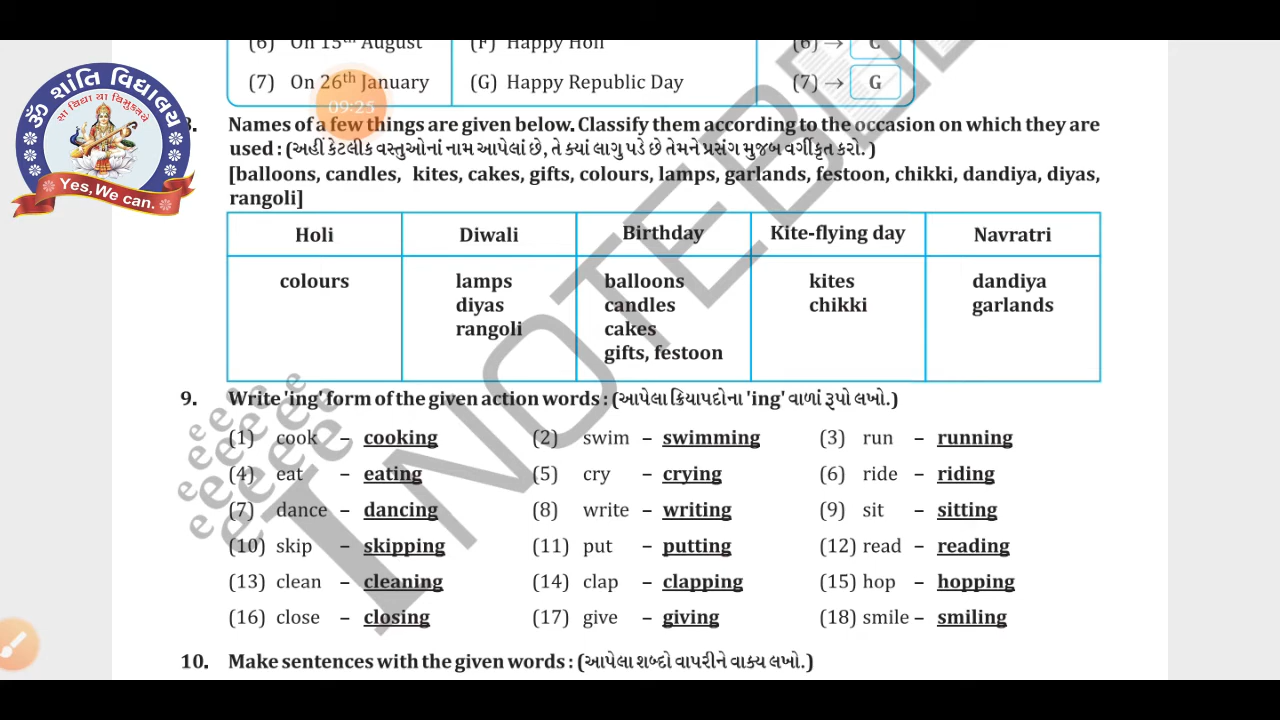 (6) On 15th August (F) Happy Holi (6) → C
ૐ શાંતિ વિદ્યાલય
સા વિદ્યા યા વિમુક્તયે
Yes, We can.
(7) On 26th January (G) Happy Republic Day (7) → G
09:25
Names of a few things are given below. Classify them according to the occasion on which they are
used : (અહીં કેટલીક વસ્તુઓનાં નામ આપેલાં છે, તે ક્યાં લાગુ પડે છે તેમને પ્રસંગ મુજબ વર્ગીકૃત કરો.)
[balloons, candles, kites, cakes, gifts, colours, lamps, garlands, festoon, chikki, dandiya, diyas,
rangoli]
Holi Diwali Birthday Kite-flying day Navratri
colours lamps balloons kites dandiya
diyas candles chikki garlands
rangoli cakes
gifts, festoon
9. Write 'ing' form of the given action words : (આપેલા ક્રિયાપદોના 'ing' વાળાં રૂપો લખો.)
(1) cook – cooking (2) swim – swimming (3) run – running
(4) eat – eating (5) cry – crying (6) ride – riding
(7) dance – dancing (8) write – writing (9) sit – sitting
(10) skip – skipping (11) put – putting (12) read – reading
(13) clean – cleaning (14) clap – clapping (15) hop – hopping
(16) close – closing (17) give – giving (18) smile – smiling
10. Make sentences with the given words : (આપેલા શબ્દો વાપરીને વાક્ય લખો.)